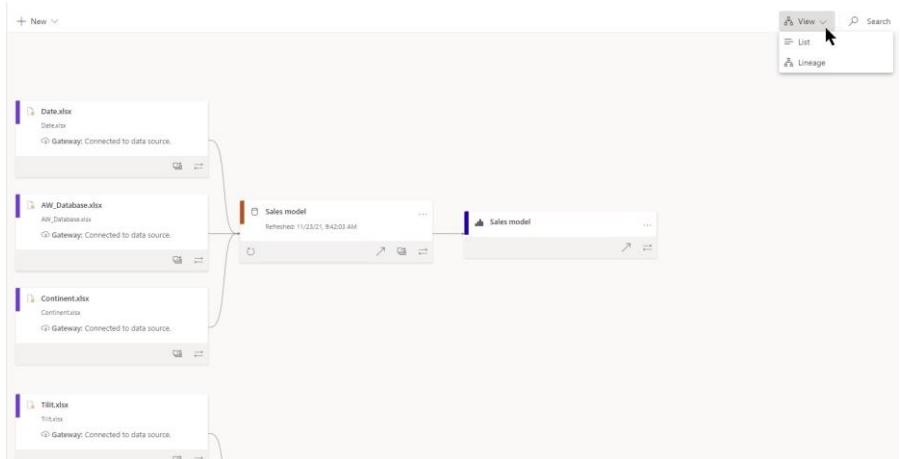 New
View
Search
List
Lineage
Date.xlsx
Date.xlsx
Gateway: Connected to data source.
AW_Database.xlsx
AW_Database.xlsx
Gateway: Connected to data source.
Sales model
Refreshed: 11/23/21, 9:42:03 AM
Sales model
Continent.xlsx
Continent.xlsx
Gateway: Connected to data source.
Tilit.xlsx
Tilit.xlsx
Gateway: Connected to data source.